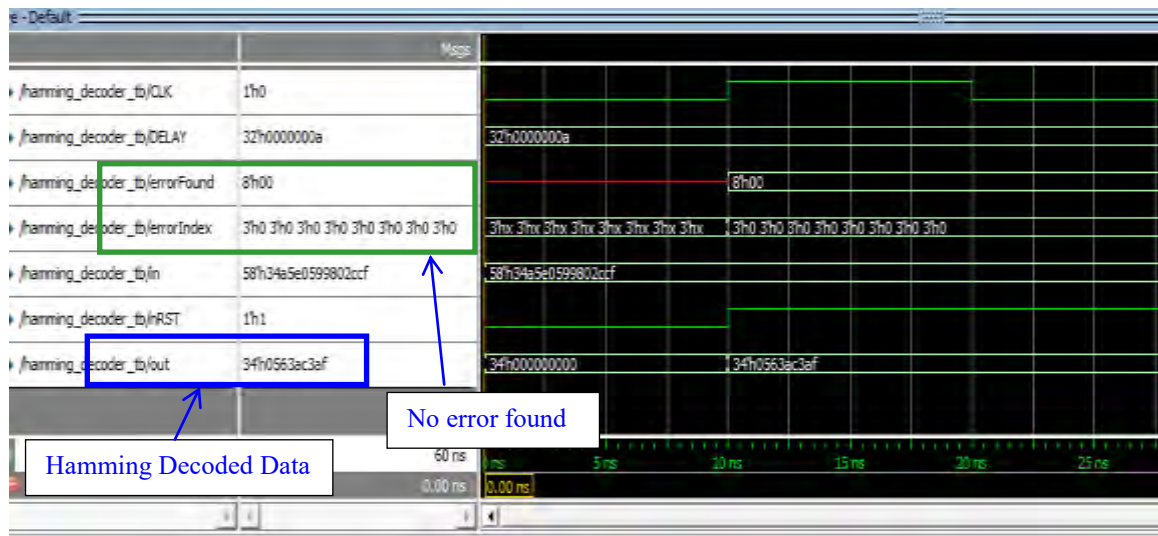 e - Default
Msgs
/hamming_decoder_tb/CLK 1'h0
/hamming_decoder_tb/DELAY 32'h0000000a 32'h0000000a
/hamming_decoder_tb/errorFound 8'h00 8'h00
/hamming_decoder_tb/errorIndex 3'h0 3'h0 3'h0 3'h0 3'h0 3'h0 3'h0 3'h0 3'hx 3'hx 3'hx 3'hx 3'hx 3'hx 3'hx 3'hx 3'h0 3'h0 3'h0 3'h0 3'h0 3'h0 3'h0 3'h0
/hamming_decoder_tb/in 58'h34a5e0599802ccf 58'h34a5e0599802ccf
/hamming_decoder_tb/nRST 1'h1
/hamming_decoder_tb/out 34'h0563ac3af 34'h000000000 34'h0563ac3af
No error found
Hamming Decoded Data
60 ns ns 5 ns 10 ns 15 ns 20 ns 25 ns
0.00 ns 0.00 ns